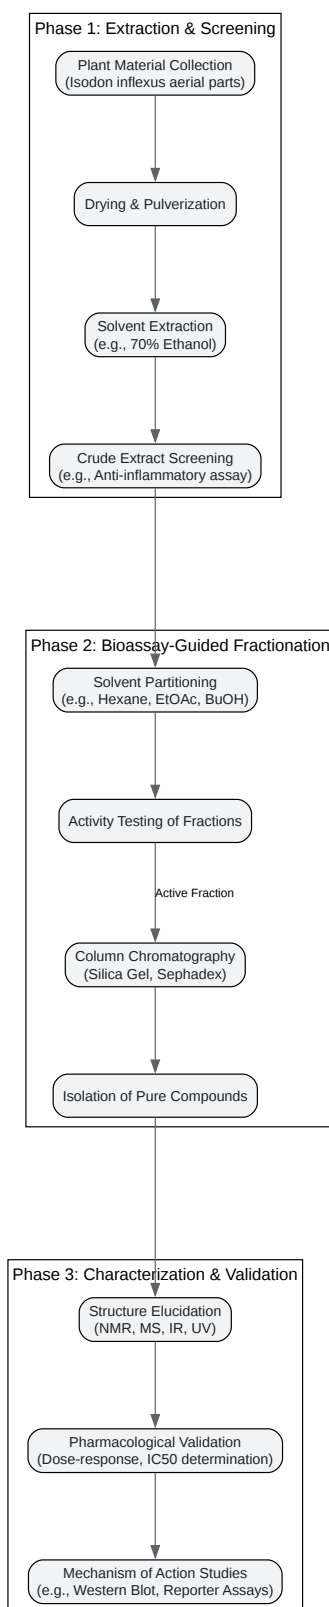 Phase 1: Extraction & Screening
Plant Material Collection
(Isodon inflexus aerial parts)
Drying & Pulverization
Solvent Extraction
(e.g., 70% Ethanol)
Crude Extract Screening
(e.g., Anti-inflammatory assay)
Phase 2: Bioassay-Guided Fractionation
Solvent Partitioning
(e.g., Hexane, EtOAc, BuOH)
Activity Testing of Fractions
Active Fraction
Column Chromatography
(Silica Gel, Sephadex)
Isolation of Pure Compounds
Phase 3: Characterization & Validation
Structure Elucidation
(NMR, MS, IR, UV)
Pharmacological Validation
(Dose-response, IC50 determination)
Mechanism of Action Studies
(e.g., Western Blot, Reporter Assays)